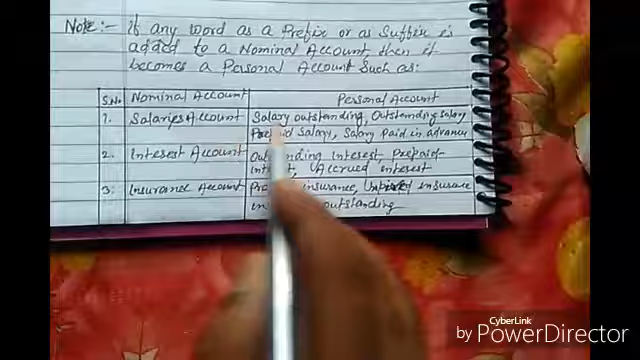 Note:- If any word as a Prefix or as Suffix is
added to a Nominal Account, then it
becomes a Personal Account such as:
S.No Nominal Account Personal Account
1. Salaries Account Salary outstanding, Outstanding Salary
Prepaid Salary, Salary Paid in advance
2. Interest Account Outstanding Interest, Prepaid
Interest, Accrued interest
3. Insurance Account insurance, insurance
outstanding
CyberLink
by PowerDirector